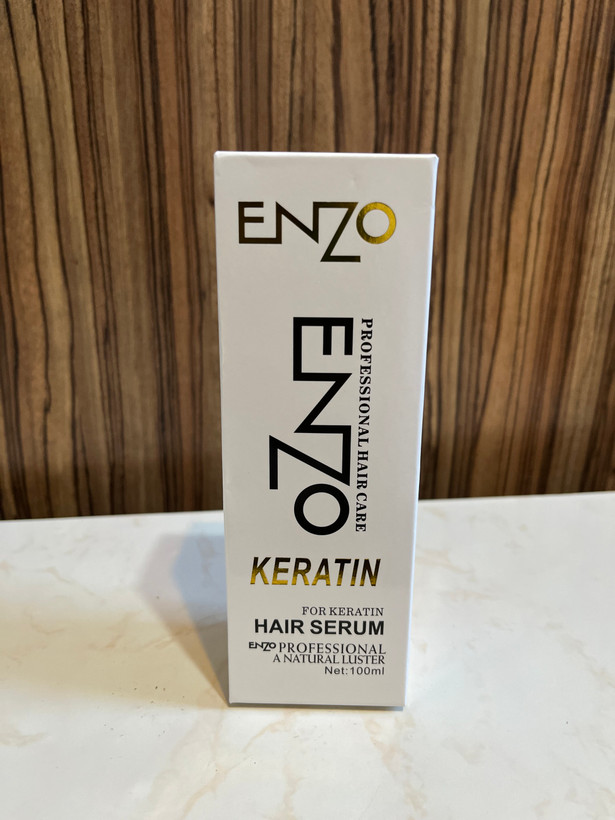 ENZO
ENZO
PROFESSIONAL HAIR CARE
KERATIN
FOR KERATIN
HAIR SERUM
ENZO PROFESSIONAL
A NATURAL LUSTER
Net:100ml